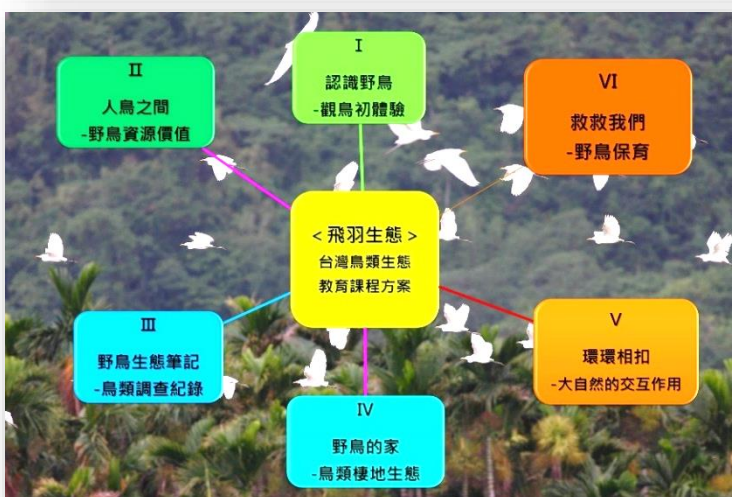 <飛羽生態>
台灣鳥類生態
教育課程方案
I
認識野鳥
-觀鳥初體驗
II
人鳥之間
-野鳥資源價值
III
野鳥生態筆記
-鳥類調查紀錄
IV
野鳥的家
-鳥類棲地生態
V
環環相扣
-大自然的交互作用
VI
救救我們
-野鳥保育